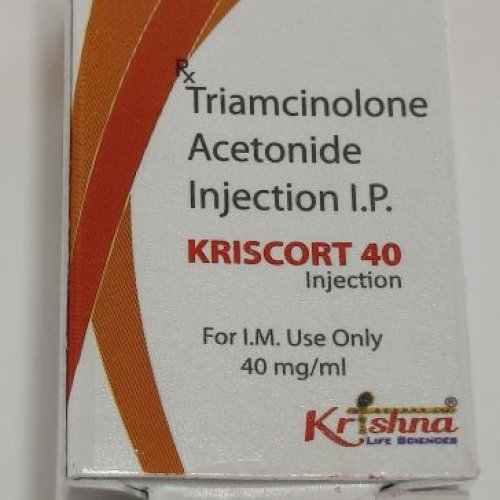 Rx
Triamcinolone
Acetonide
Injection I.P.
KRISCORT 40
Injection
For I.M. Use Only
40 mg/ml
Krishna®
LIFE SCIENCES